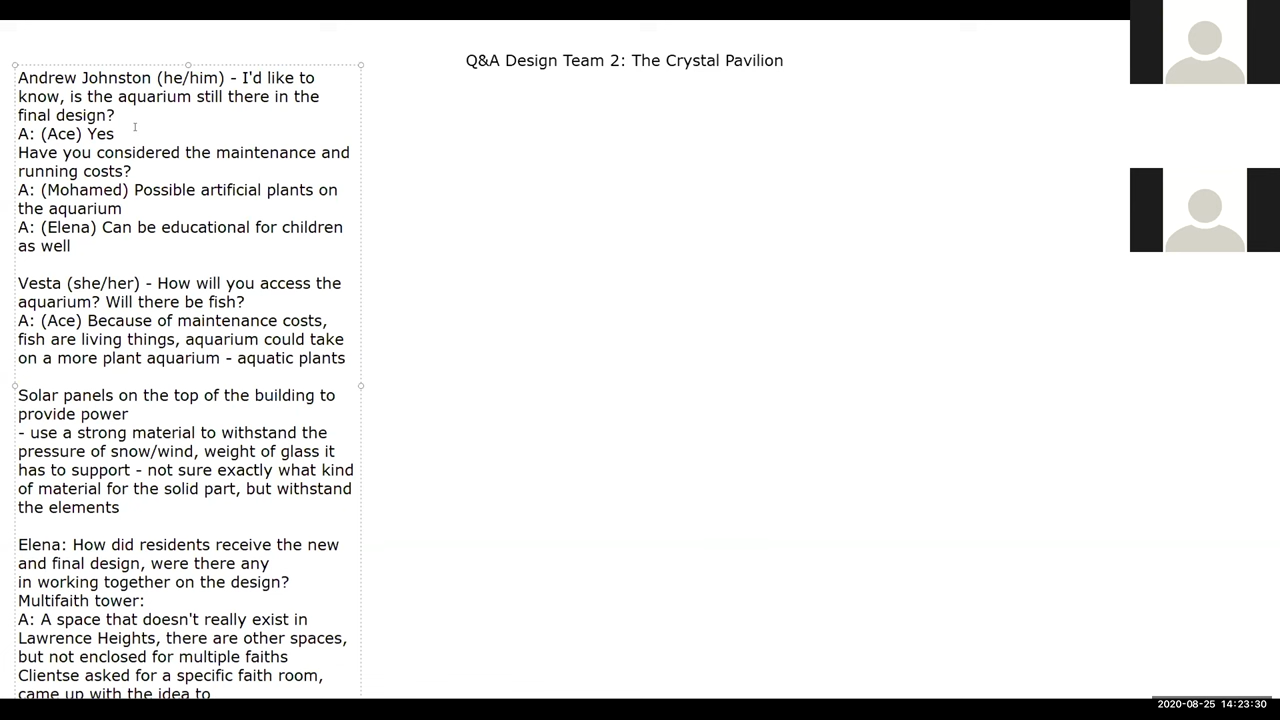 Q&A Design Team 2: The Crystal Pavilion
Andrew Johnston (he/him) - I'd like to
know, is the aquarium still there in the
final design?
A: (Ace) Yes
Have you considered the maintenance and
running costs?
A: (Mohamed) Possible artificial plants on
the aquarium
A: (Elena) Can be educational for children
as well
Vesta (she/her) - How will you access the
aquarium? Will there be fish?
A: (Ace) Because of maintenance costs,
fish are living things, aquarium could take
on a more plant aquarium - aquatic plants
Solar panels on the top of the building to
provide power
- use a strong material to withstand the
pressure of snow/wind, weight of glass it
has to support - not sure exactly what kind
of material for the solid part, but withstand
the elements
Elena: How did residents receive the new
and final design, were there any
in working together on the design?
Multifaith tower:
A: A space that doesn't really exist in
Lawrence Heights, there are other spaces,
but not enclosed for multiple faiths
Clientse asked for a specific faith room,
came up with the idea to
2020-08-25 14:23:30